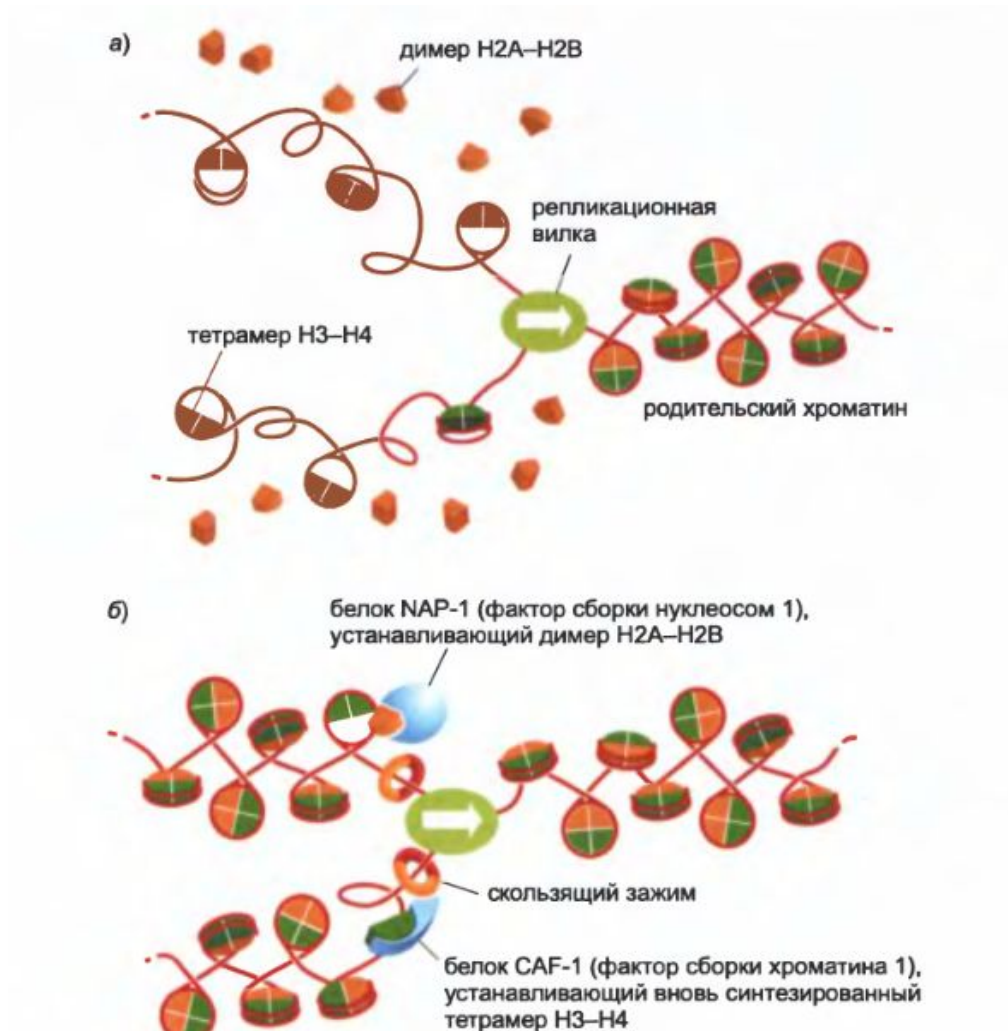 а)
димер H2A–H2B
репликационная
вилка
тетрамер H3–H4
родительский хроматин
б)
белок NAP-1 (фактор сборки нуклеосом 1),
устанавливающий димер H2A–H2B
скользящий зажим
белок CAF-1 (фактор сборки хроматина 1),
устанавливающий вновь синтезированный
тетрамер H3–H4